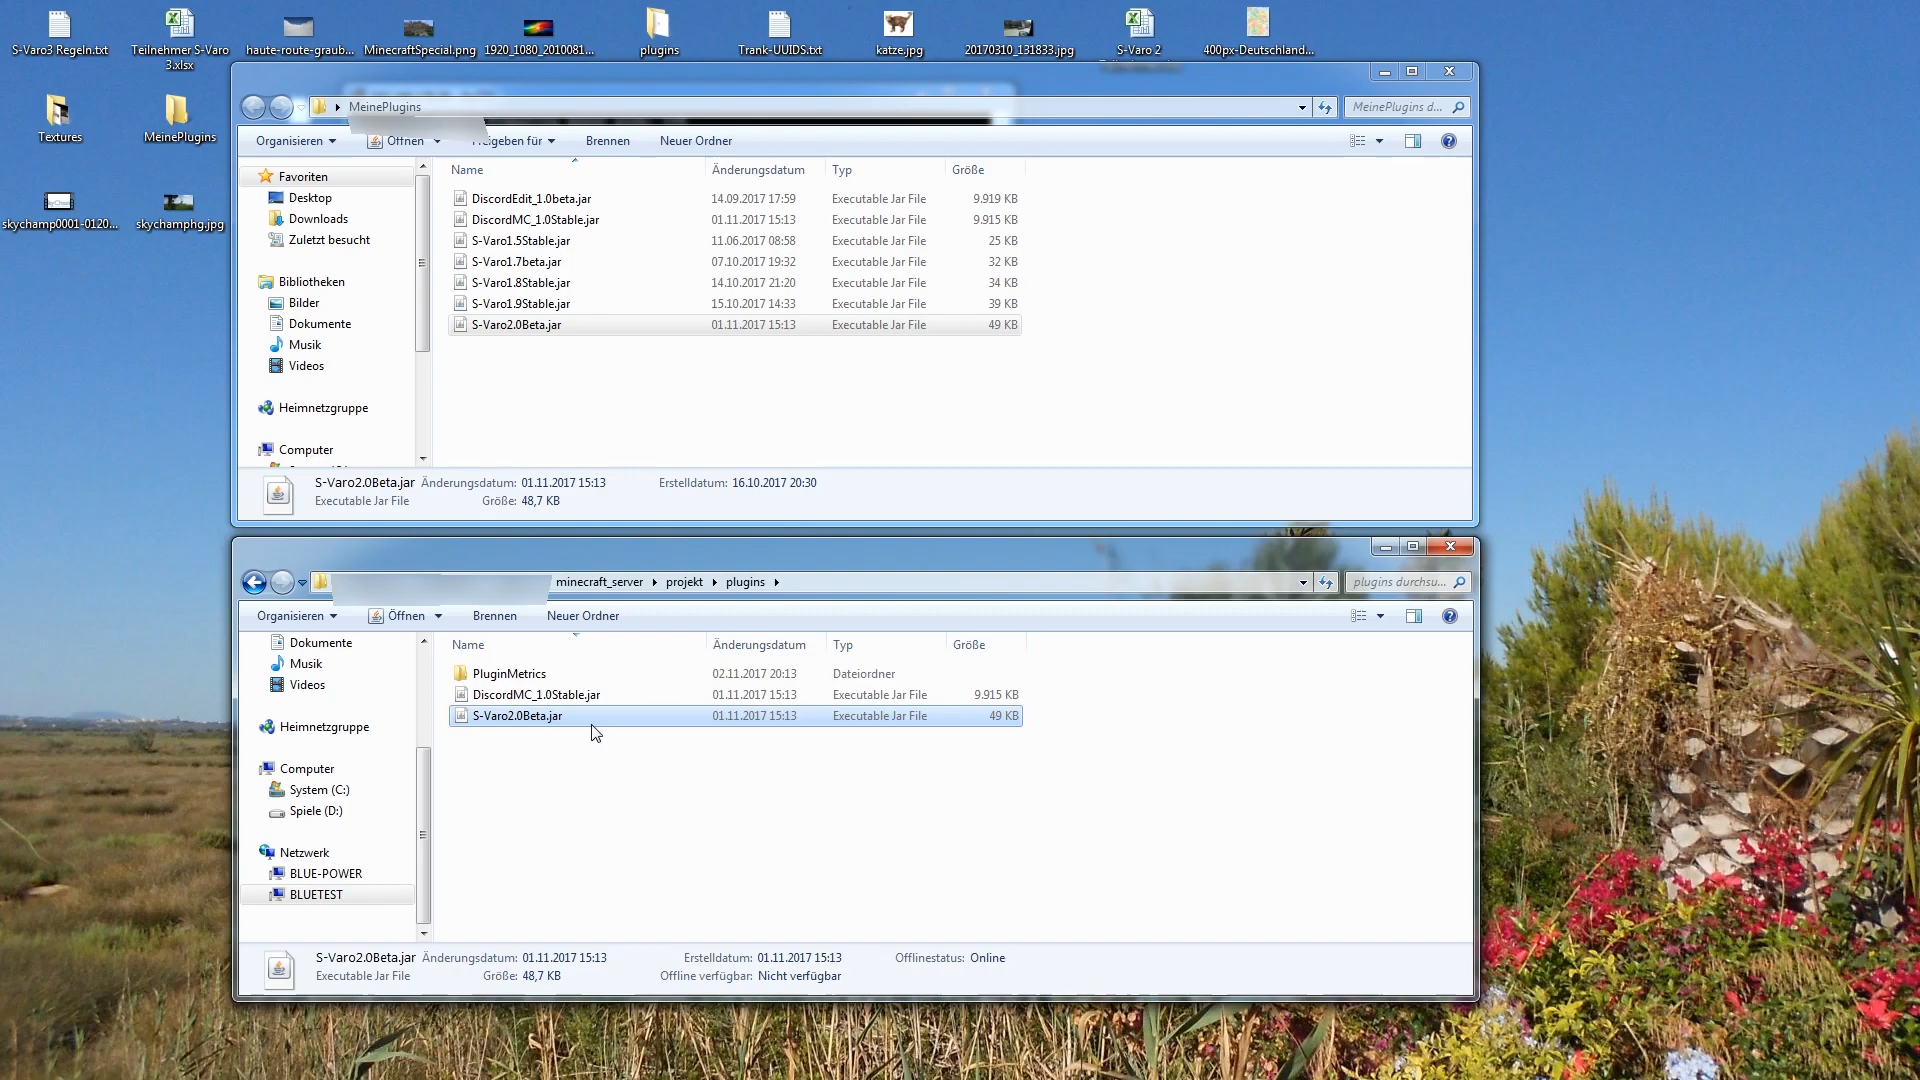 S-Varo3 Regeln.txt
Teilnehmer S-Varo 3.xlsx
haute-route-graub...
MinecraftSpecial.png
1920_1080_2010081...
plugins
Trank-UUIDS.txt
katze.jpg
20170310_131833.jpg
S-Varo 2
400px-Deutschland...
Textures
MeinePlugins
skychamp0001-0120...
skychamphg.jpg
MeinePlugins
MeinePlugins d...
Organisieren
Öffnen
Freigeben für
Brennen
Neuer Ordner
Favoriten
Desktop
Downloads
Zuletzt besucht
Bibliotheken
Bilder
Dokumente
Musik
Videos
Heimnetzgruppe
Computer
Name Änderungsdatum Typ Größe
DiscordEdit_1.0beta.jar 14.09.2017 17:59 Executable Jar File 9.919 KB
DiscordMC_1.0Stable.jar 01.11.2017 15:13 Executable Jar File 9.915 KB
S-Varo1.5Stable.jar 11.06.2017 08:58 Executable Jar File 25 KB
S-Varo1.7beta.jar 07.10.2017 19:32 Executable Jar File 32 KB
S-Varo1.8Stable.jar 14.10.2017 21:20 Executable Jar File 34 KB
S-Varo1.9Stable.jar 15.10.2017 14:33 Executable Jar File 39 KB
S-Varo2.0Beta.jar 01.11.2017 15:13 Executable Jar File 49 KB
S-Varo2.0Beta.jar Änderungsdatum: 01.11.2017 15:13 Erstelldatum: 16.10.2017 20:30
Executable Jar File Größe: 48,7 KB
minecraft_server projekt plugins
plugins durchsu...
Organisieren
Öffnen
Brennen
Neuer Ordner
Dokumente
Musik
Videos
Heimnetzgruppe
Computer
System (C:)
Spiele (D:)
Netzwerk
BLUE-POWER
BLUETEST
Name Änderungsdatum Typ Größe
PluginMetrics 02.11.2017 20:13 Dateiordner
DiscordMC_1.0Stable.jar 01.11.2017 15:13 Executable Jar File 9.915 KB
S-Varo2.0Beta.jar 01.11.2017 15:13 Executable Jar File 49 KB
S-Varo2.0Beta.jar Änderungsdatum: 01.11.2017 15:13 Erstelldatum: 01.11.2017 15:13 Offlinestatus: Online
Executable Jar File Größe: 48,7 KB Offline verfügbar: Nicht verfügbar